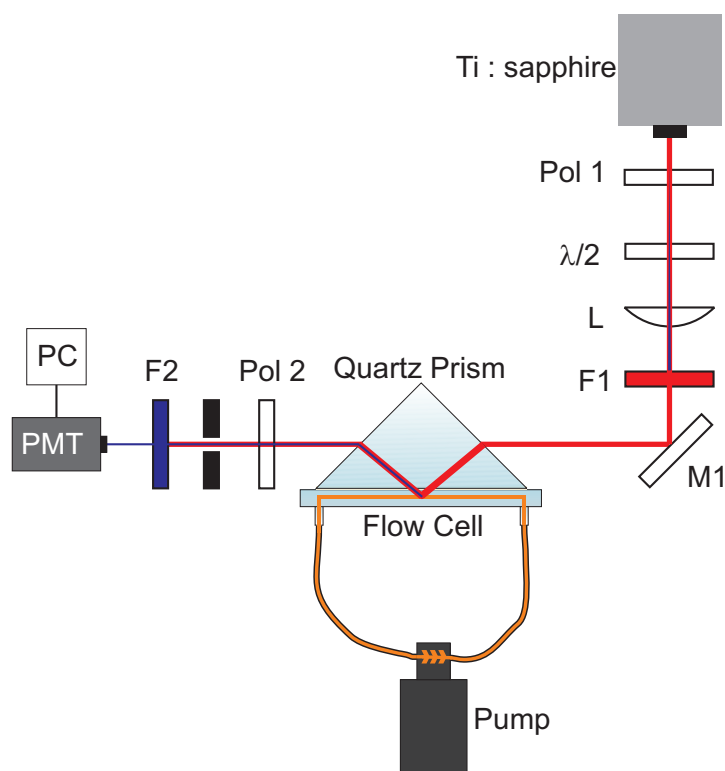 Ti : sapphire
Pol 1
λ/2
L
PC
F2
Pol 2
Quartz Prism
F1
PMT
M1
Flow Cell
Pump